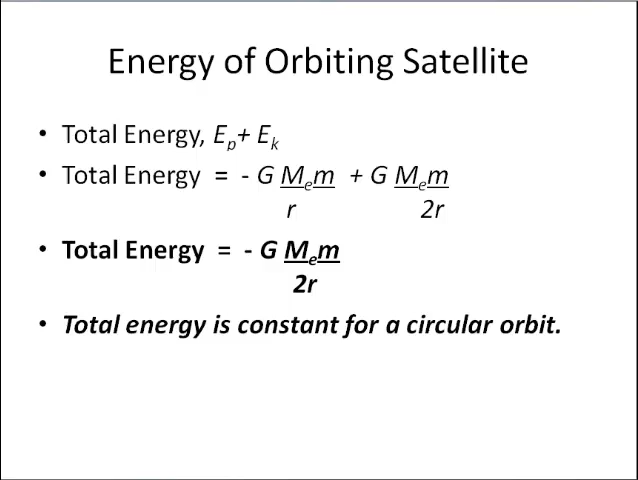 Energy of Orbiting Satellite
• Total Energy, Ep+ Ek
• Total Energy = - G Mem + G Mem
r 2r
• Total Energy = - G Mem
2r
• Total energy is constant for a circular orbit.